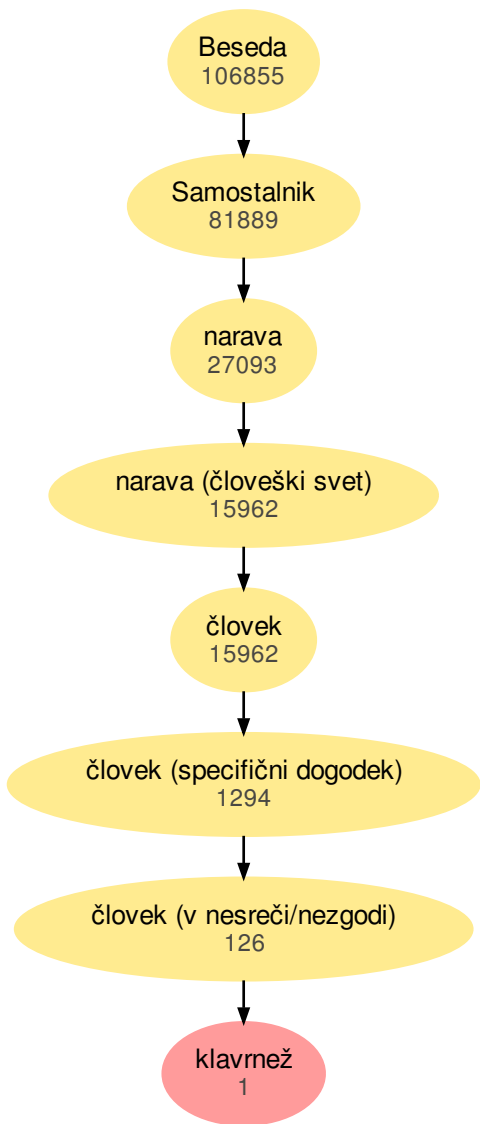 Beseda
106855
Samostalnik
81889
narava
27093
narava (človeški svet)
15962
človek
15962
človek (specifični dogodek)
1294
človek (v nesreči/nezgodi)
126
klavrnež
1